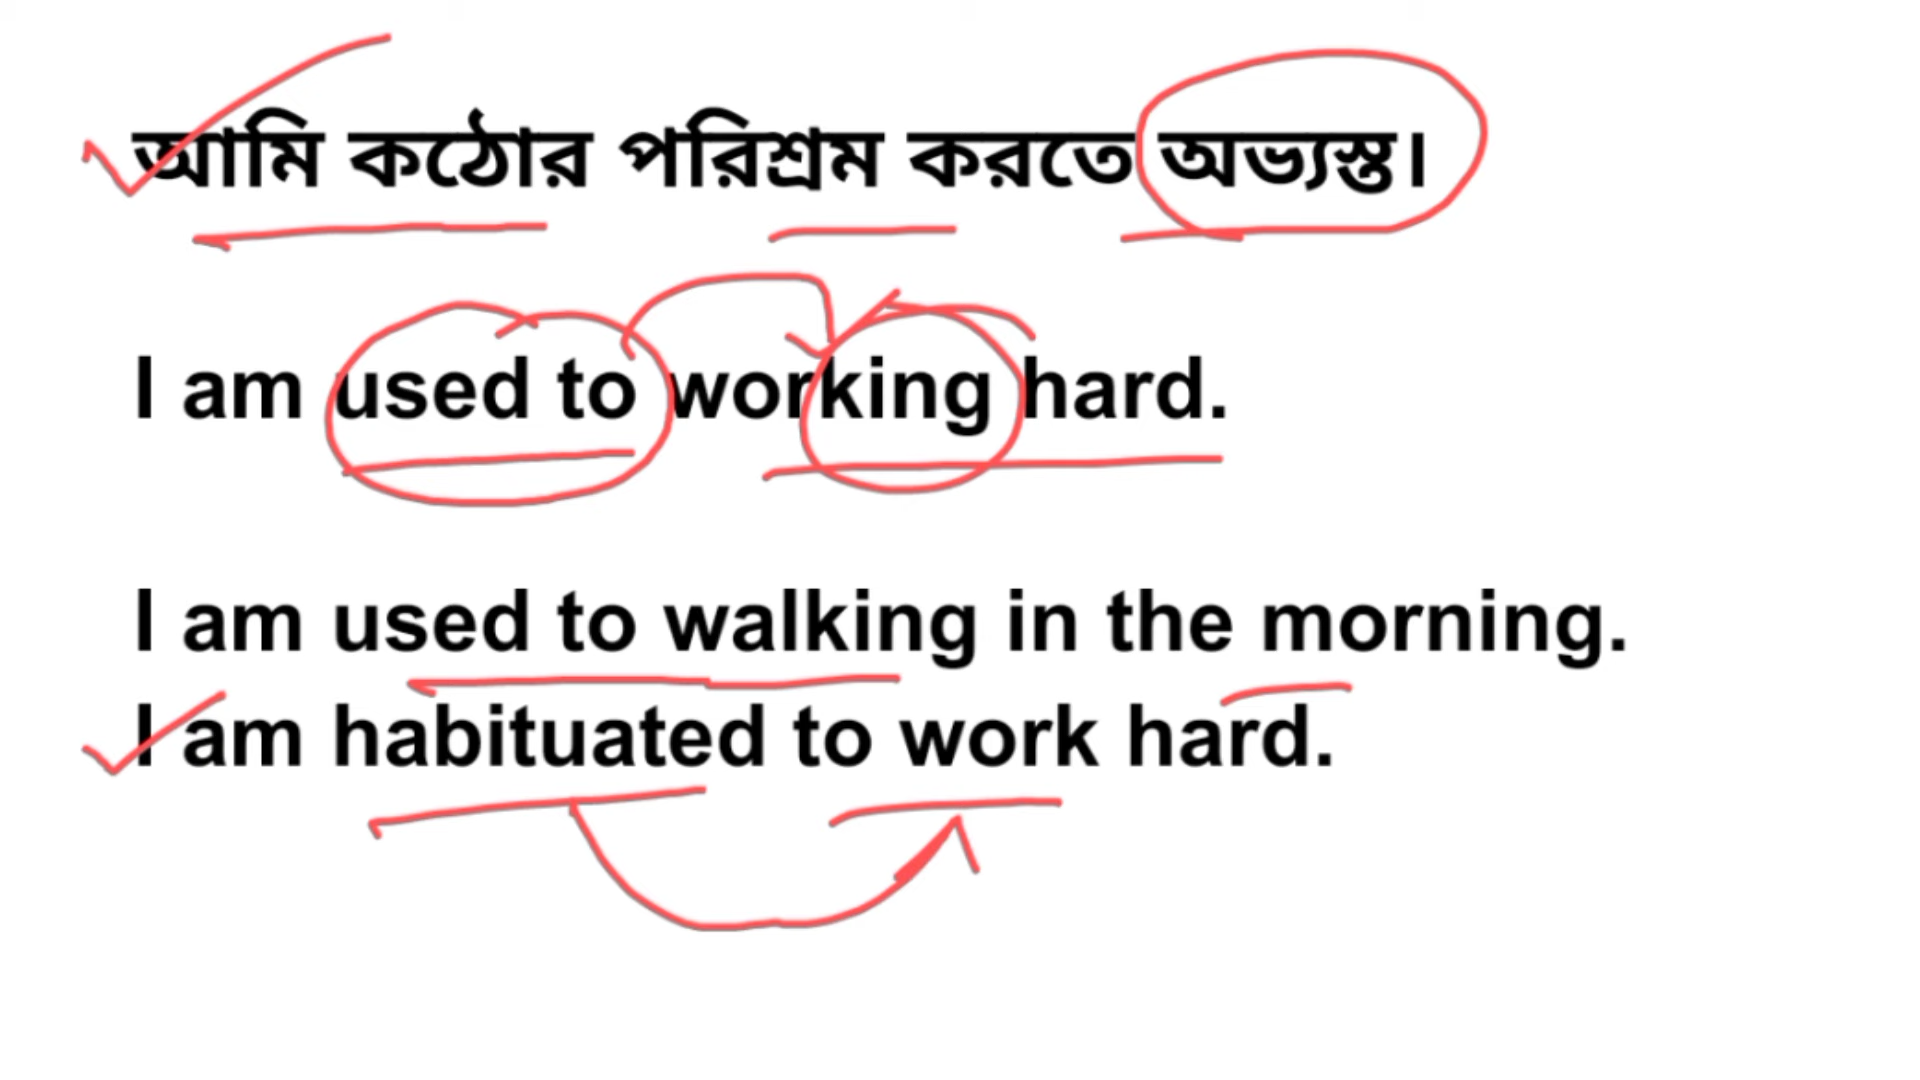 আমি কঠোর পরিশ্রম করতে অভ্যস্ত।
I am used to working hard.
I am used to walking in the morning.
I am habituated to work hard.